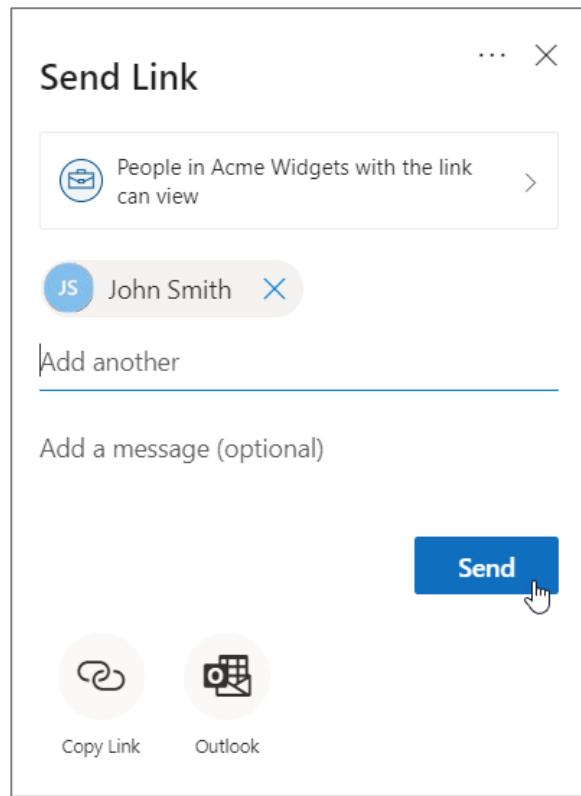 Send Link
People in Acme Widgets with the link
can view
JS John Smith
Add another
Add a message (optional)
Send
Copy Link Outlook